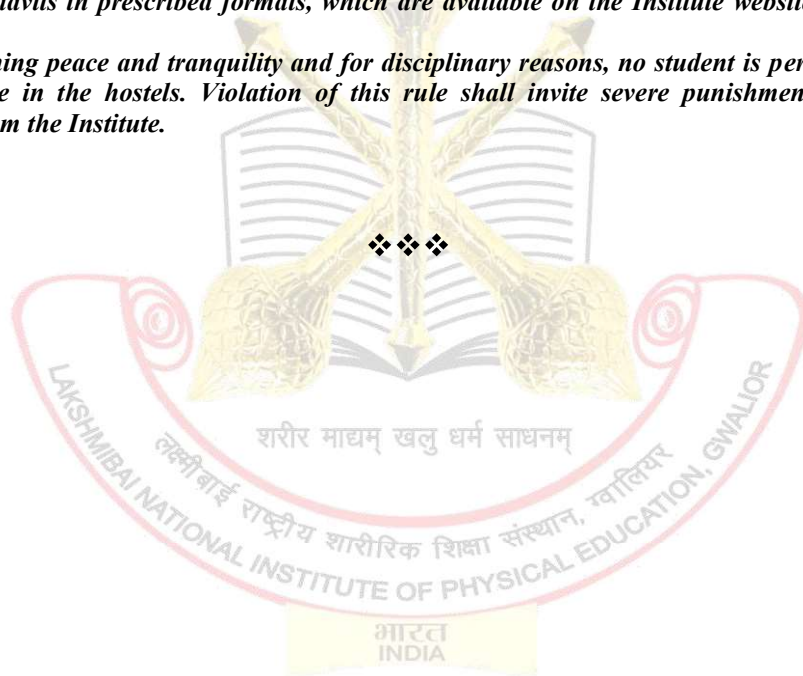 davits in prescribed formats, which are available on the Institute website
ning peace and tranquility and for disciplinary reasons, no student is per
e in the hostels. Violation of this rule shall invite severe punishmen
om the Institute.
❖❖❖
शरीर माद्यम् खलु धर्म साधनम्
लक्ष्मीबाई राष्ट्रीय शारीरिक शिक्षा संस्थान, ग्वालियर
LAKSHMIBAI NATIONAL INSTITUTE OF PHYSICAL EDUCATION, GWALIOR
भारत
INDIA